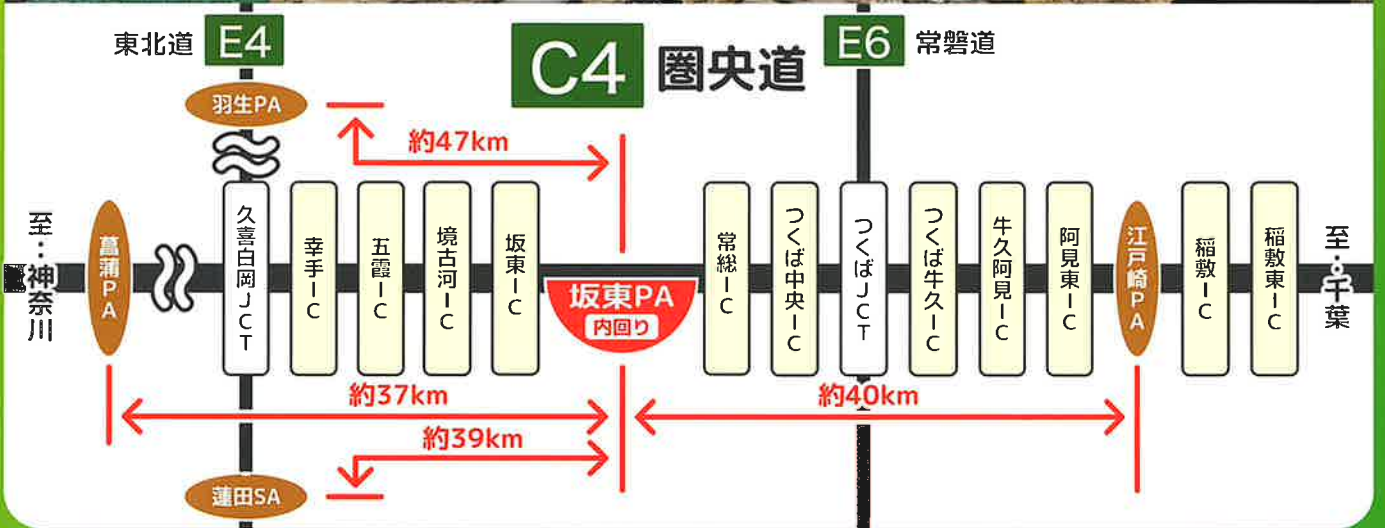 東北道
E4
C4 圏央道
E6
常磐道
羽生PA
約47km
至:神奈川
菖蒲PA
久喜白岡JCT
幸手IC
五霞IC
境古河IC
坂東IC
坂東PA
内回り
常総IC
つくば中央IC
つくばJCT
つくば牛久IC
牛久阿見IC
阿見東IC
江戸崎PA
稲敷IC
稲敷東IC
至:千葉
約37km
約40km
約39km
蓮田SA